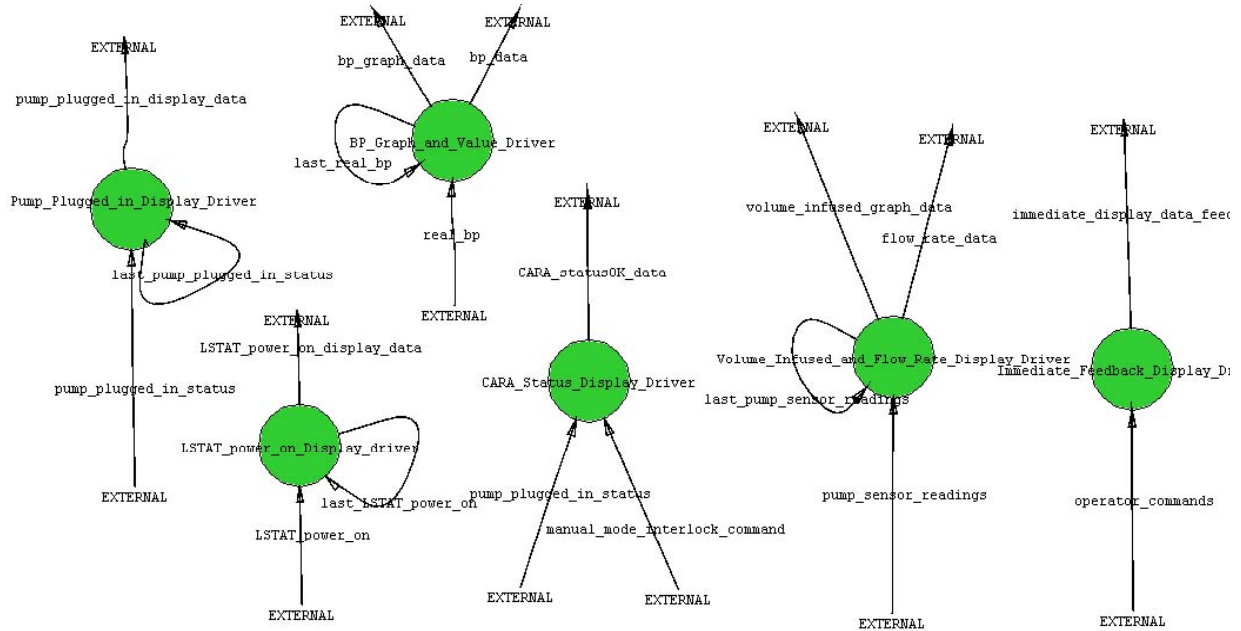 EXTERNAL
pump_plugged_in_display_data
Pump_Plugged_in_Display_Driver
last_pump_plugged_in_status
pump_plugged_in_status
EXTERNAL
EXTERNAL
EXTERNAL
bp_graph_data
bp_data
BP_Graph_and_Value_Driver
last_real_bp
real_bp
EXTERNAL
EXTERNAL
LSTAT_power_on_display_data
LSTAT_power_on_Display_driver
last_LSTAT_power_on
LSTAT_power_on
EXTERNAL
EXTERNAL
CARA_statusOK_data
CARA_Status_Display_Driver
pump_plugged_in_status
manual_mode_interlock_command
EXTERNAL
EXTERNAL
EXTERNAL
EXTERNAL
volume_infused_graph_data
flow_rate_data
Volume_Infused_and_Flow_Rate_Display_Driver
last_pump_sensor_readings
pump_sensor_readings
EXTERNAL
EXTERNAL
immediate_display_data_feed
Immediate_Feedback_Display_Dr
operator_commands
EXTERNAL